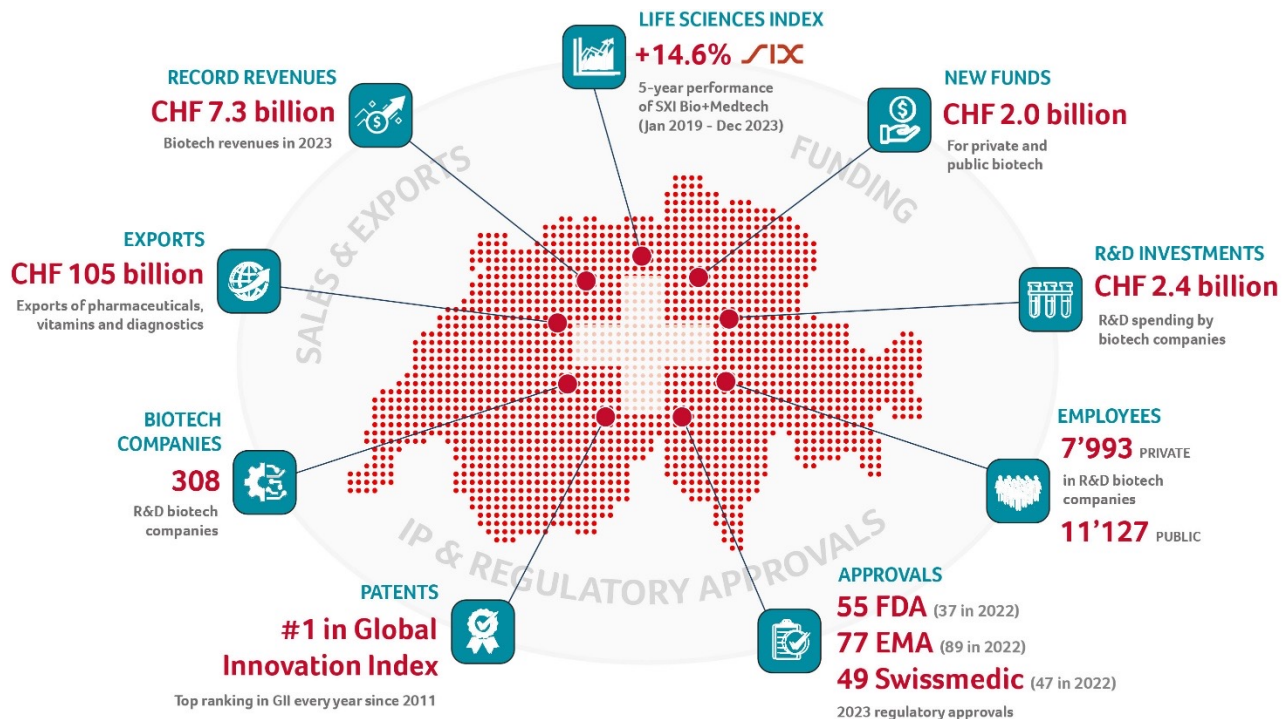 LIFE SCIENCES INDEX
+14.6% SIX
5-year performance
of SXI Bio+Medtech
(Jan 2019 - Dec 2023)
RECORD REVENUES
CHF 7.3 billion
Biotech revenues in 2023
NEW FUNDS
CHF 2.0 billion
For private and
public biotech
SALES & EXPORTS
FUNDING
EXPORTS
CHF 105 billion
Exports of pharmaceuticals,
vitamins and diagnostics
R&D INVESTMENTS
CHF 2.4 billion
R&D spending by
biotech companies
BIOTECH
COMPANIES
308
R&D biotech
companies
EMPLOYEES
7'993 PRIVATE
in R&D biotech
companies
11'127 PUBLIC
IP & REGULATORY APPROVALS
PATENTS
#1 in Global
Innovation Index
Top ranking in GII every year since 2011
APPROVALS
55 FDA (37 in 2022)
77 EMA (89 in 2022)
49 Swissmedic (47 in 2022)
2023 regulatory approvals